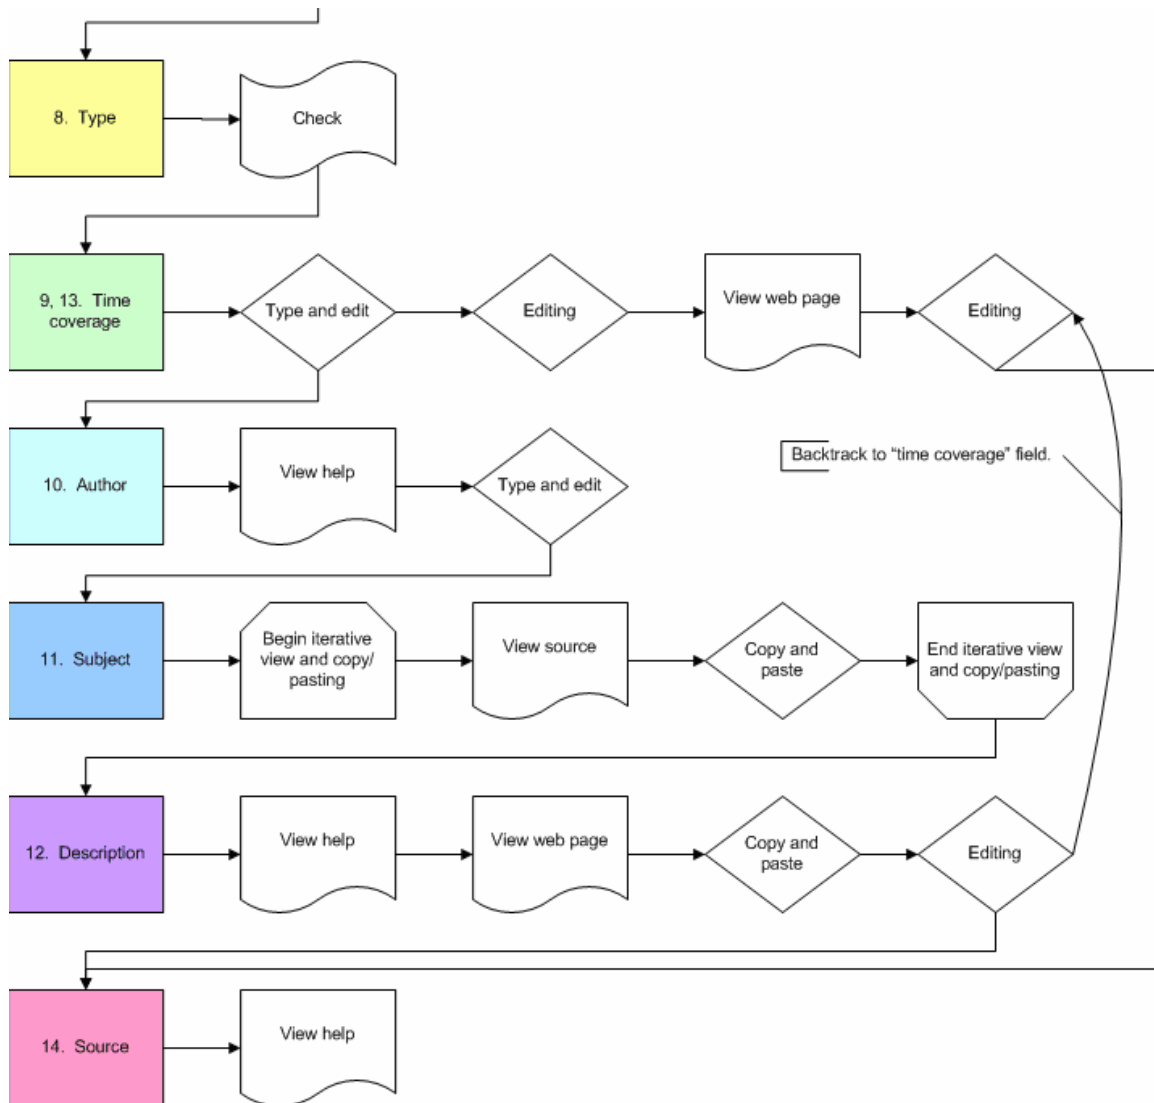 8. Type
Check
9, 13. Time
coverage
Type and edit
Editing
View web page
Editing
10. Author
View help
Type and edit
Backtrack to “time coverage” field.
11. Subject
Begin iterative
view and copy/
pasting
View source
Copy and
paste
End iterative view
and copy/pasting
12. Description
View help
View web page
Copy and
paste
Editing
14. Source
View help